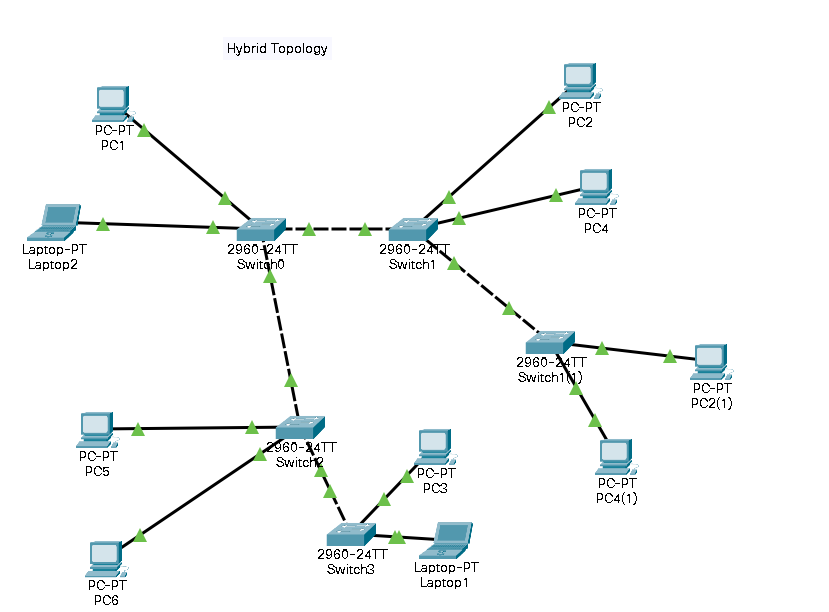 Hybrid Topology
PC-PT
PC1
PC-PT
PC2
PC-PT
PC4
Laptop-PT
Laptop2
2960-24TT
Switch0
2960-24TT
Switch1
2960-24TT
Switch1(1)
PC-PT
PC2(1)
PC-PT
PC4(1)
PC-PT
PC5
2960-24TT
Switch2
PC-PT
PC3
2960-24TT
Switch3
Laptop-PT
Laptop1
PC-PT
PC6